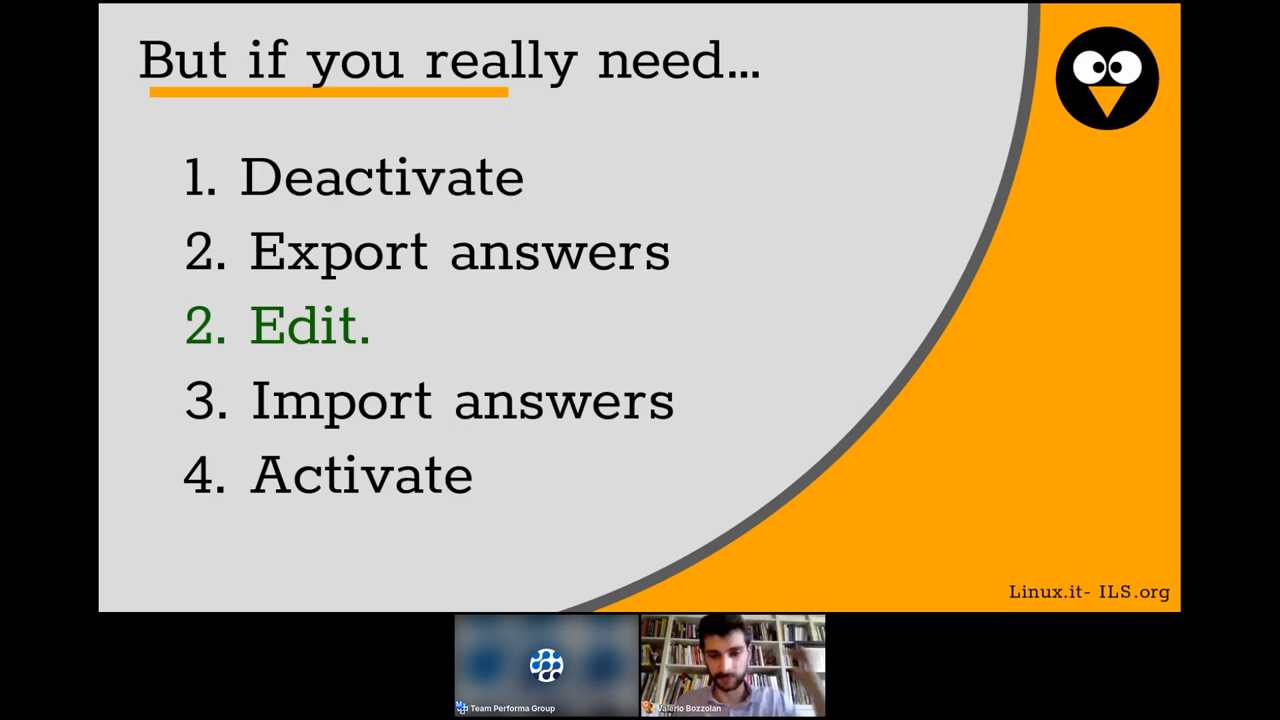 But if you really need...
1. Deactivate
2. Export answers
2. Edit.
3. Import answers
4. Activate
Linux.it- ILS.org
Team Performa Group
Valerio Bozzolan